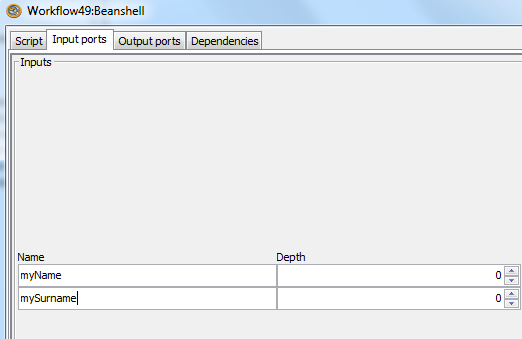 Workflow49:Beanshell
Script Input ports Output ports Dependencies
Inputs
Name Depth
myName 0
mySurname 0